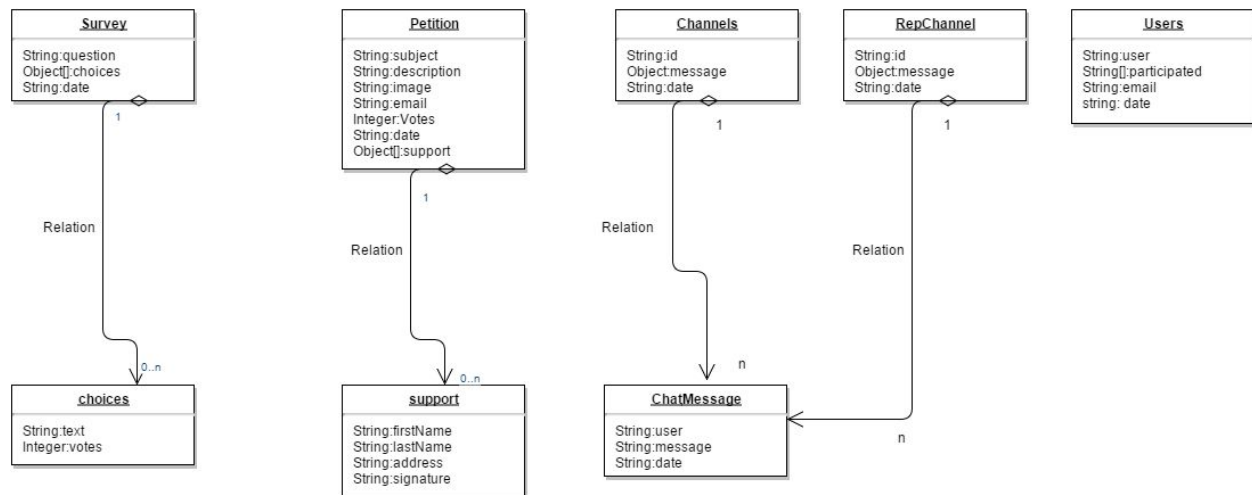 Survey
String:question
Object[]:choices
String:date
1
Relation
0..n
choices
String:text
Integer:votes
Petition
String:subject
String:description
String:image
String:email
Integer:Votes
String:date
Object[]:support
1
Relation
0..n
support
String:firstName
String:lastName
String:address
String:signature
Channels
String:id
Object:message
String:date
1
Relation
n
RepChannel
String:id
Object:message
String:date
1
Relation
n
ChatMessage
String:user
String:message
String:date
Users
String:user
String[]:participated
String:email
string: date